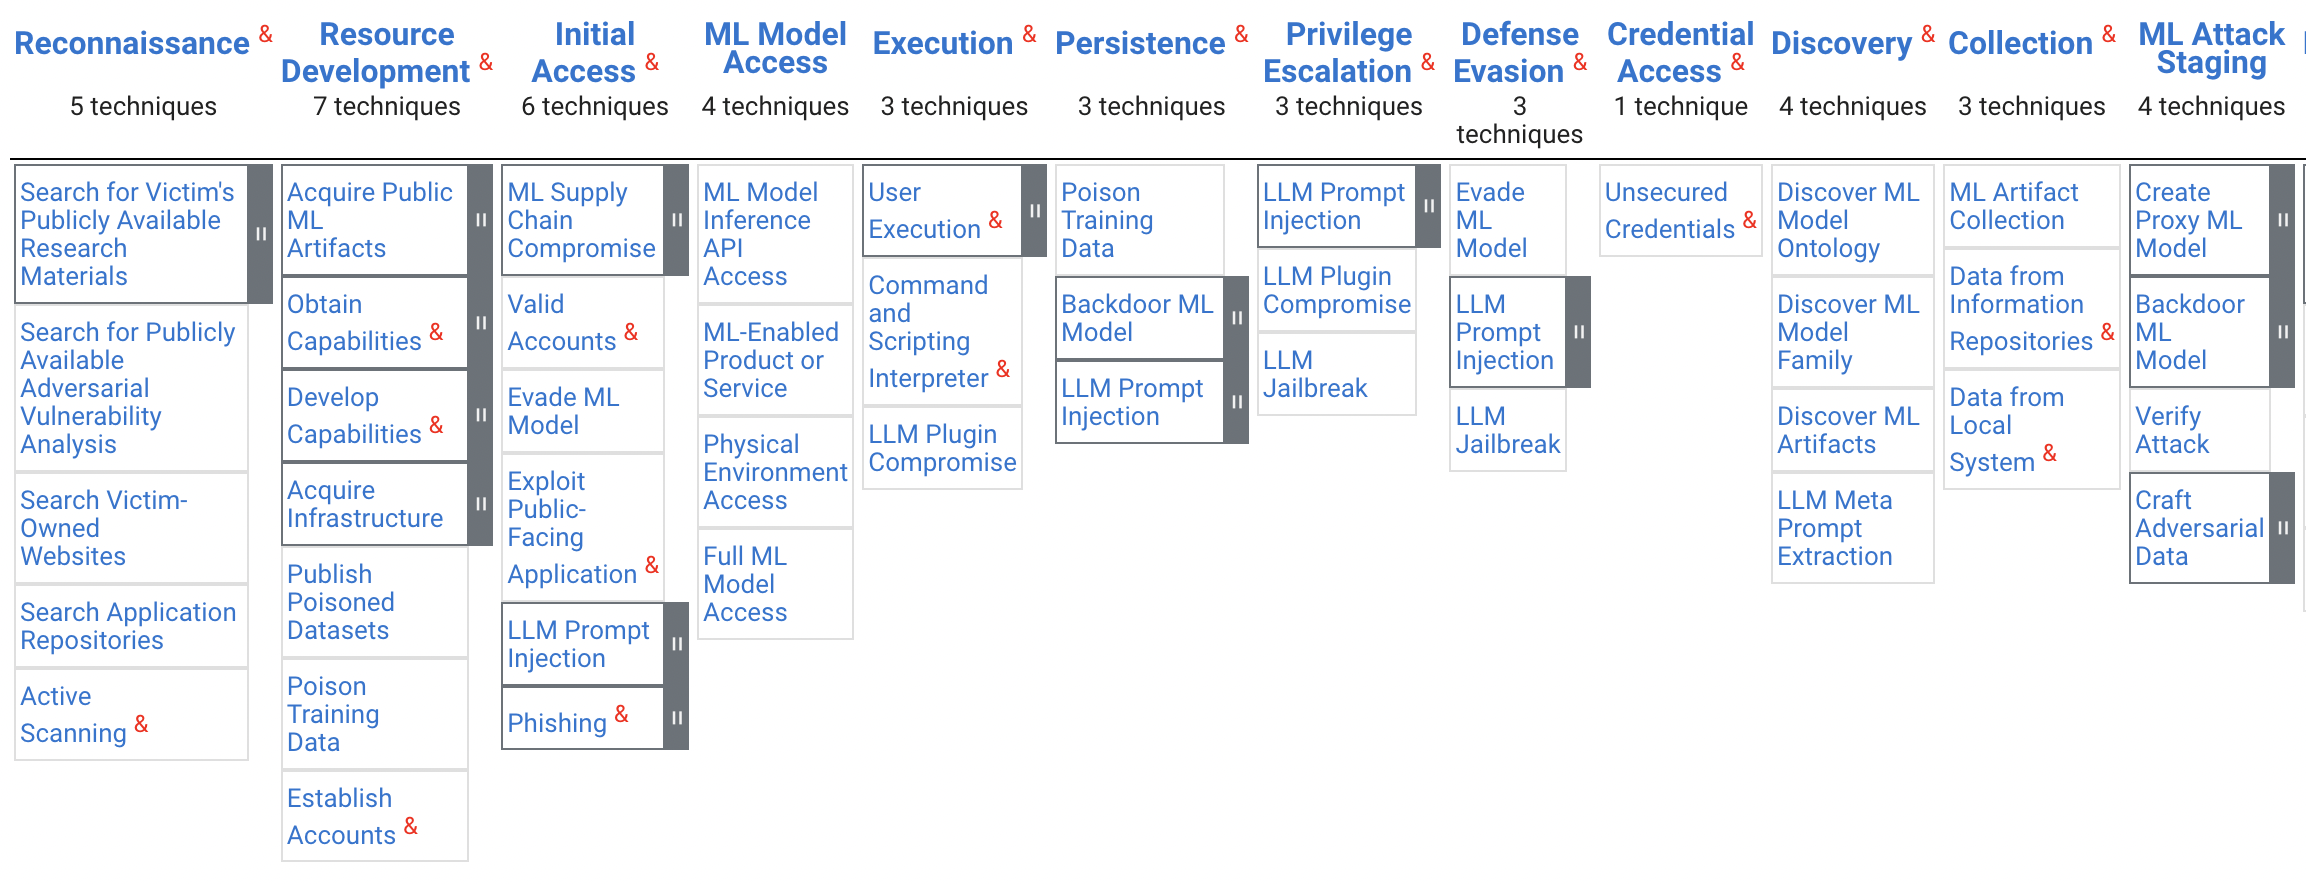 Reconnaissance &
5 techniques
Search for Victim's
Publicly Available
Research
Materials
Search for Publicly
Available
Adversarial
Vulnerability
Analysis
Search Victim-
Owned
Websites
Search Application
Repositories
Active
Scanning &
Resource
Development &
7 techniques
Acquire Public
ML
Artifacts
Obtain
Capabilities &
Develop
Capabilities &
Acquire
Infrastructure
Publish
Poisoned
Datasets
Poison
Training
Data
Establish
Accounts &
Initial
Access &
6 techniques
ML Supply
Chain
Compromise
Valid
Accounts &
Evade ML
Model
Exploit
Public-
Facing
Application &
LLM Prompt
Injection
Phishing &
ML Model
Access
4 techniques
ML Model
Inference
API
Access
ML-Enabled
Product or
Service
Physical
Environment
Access
Full ML
Model
Access
Execution &
3 techniques
User
Execution &
Command
and
Scripting
Interpreter &
LLM Plugin
Compromise
Persistence &
3 techniques
Poison
Training
Data
Backdoor ML
Model
LLM Prompt
Injection
Privilege
Escalation &
3 techniques
LLM Prompt
Injection
LLM Plugin
Compromise
LLM
Jailbreak
Defense
Evasion &
3
techniques
Evade
ML
Model
LLM
Prompt
Injection
LLM
Jailbreak
Credential
Access &
1 technique
Unsecured
Credentials &
Discovery &
4 techniques
Discover ML
Model
Ontology
Discover ML
Model
Family
Discover ML
Artifacts
LLM Meta
Prompt
Extraction
Collection &
3 techniques
ML Artifact
Collection
Data from
Information
Repositories &
Data from
Local
System &
ML Attack
Staging
4 techniques
Create
Proxy ML
Model
Backdoor
ML
Model
Verify
Attack
Craft
Adversarial
Data